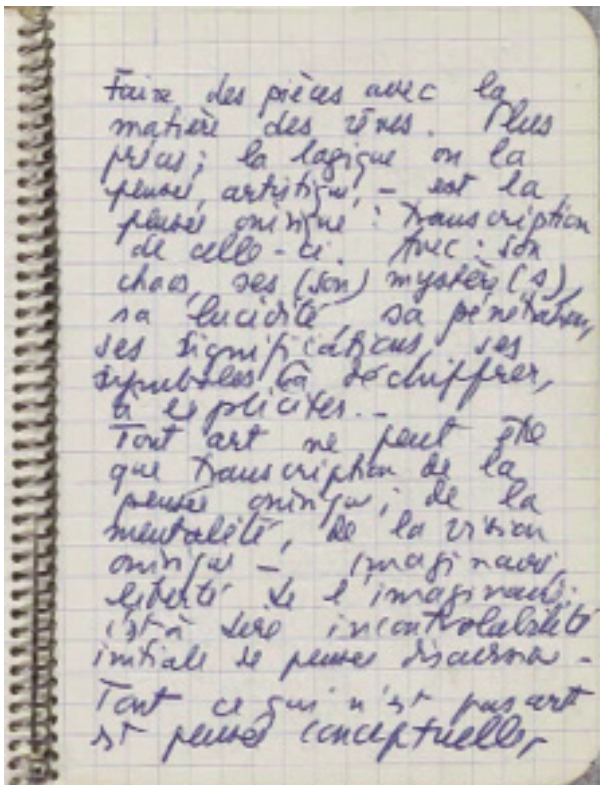 Faire des pièces avec la
matière des rêves. Plus
précis; la logique ou la
pensée, artistique, – est la
pensée onirique : Transcription
de celle-ci. Avec : son
chaos, ses (son) mystère(s),
sa lucidité, sa pénétration,
ses significations, ses
symboles (à déchiffrer,
à expliciter. –
Tout art ne peut être
que Transcription de la
pensée onirique; de la
mentalité, de la vision
onirique – imaginaire,
liberté de l'imaginaire;
c'est à dire incontrolabilité
initiale de pensée –
Tout ce qui n'est pas art
est pensée conceptuelle,